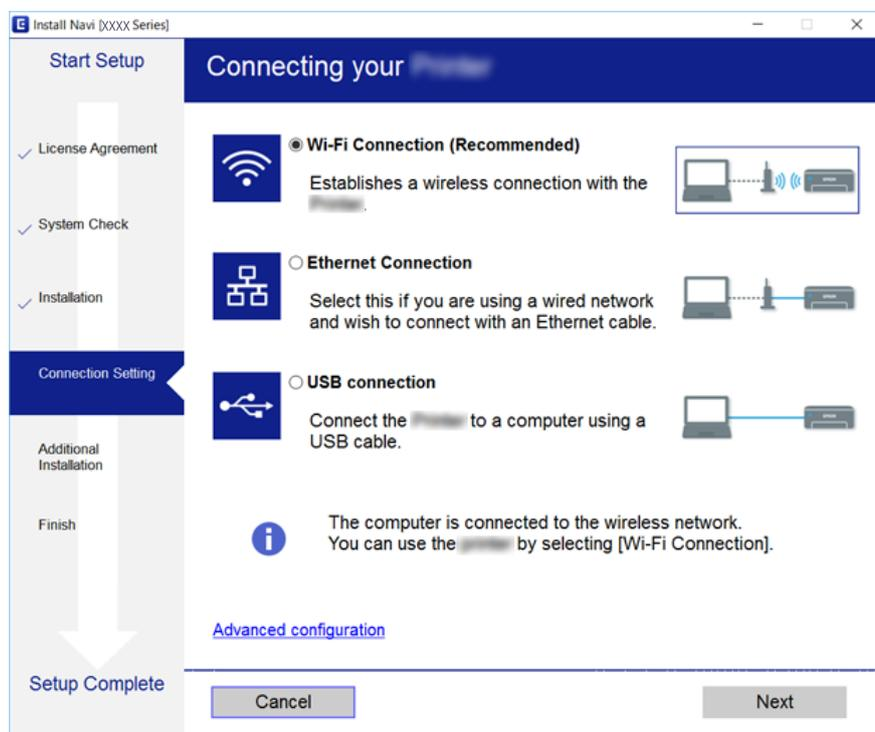 Install Navi [XXXX Series]
Start Setup
License Agreement
System Check
Installation
Connection Setting
Additional
Installation
Finish
Setup Complete
Connecting your
Wi-Fi Connection (Recommended)
Establishes a wireless connection with the
.
Ethernet Connection
Select this if you are using a wired network
and wish to connect with an Ethernet cable.
USB connection
Connect the to a computer using a
USB cable.
The computer is connected to the wireless network.
You can use the by selecting [Wi-Fi Connection].
Advanced configuration
Cancel
Next